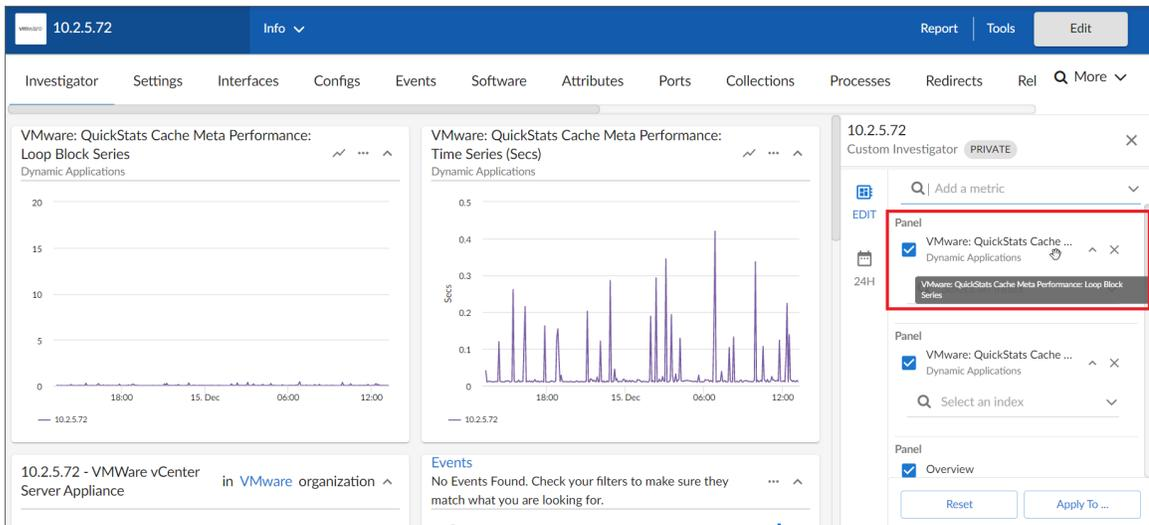 vmware
10.2.5.72
Info
Report
Tools
Edit
Investigator
Settings
Interfaces
Configs
Events
Software
Attributes
Ports
Collections
Processes
Redirects
Rel
More
VMware: QuickStats Cache Meta Performance:
Loop Block Series
Dynamic Applications
20
15
10
5
0
18:00
15. Dec
06:00
12:00
10.2.5.72
VMware: QuickStats Cache Meta Performance:
Time Series (Secs)
Dynamic Applications
Secs
0.5
0.4
0.3
0.2
0.1
0
18:00
15. Dec
06:00
12:00
10.2.5.72
10.2.5.72 - VMWare vCenter
Server Appliance
in VMware organization
Events
No Events Found. Check your filters to make sure they
match what you are looking for.
10.2.5.72
Custom Investigator PRIVATE
EDIT
24H
Add a metric
Panel
VMware: QuickStats Cache ...
Dynamic Applications
VMware: QuickStats Cache Meta Performance: Loop Block
Series
Panel
VMware: QuickStats Cache ...
Dynamic Applications
Select an index
Panel
Overview
Reset
Apply To ...